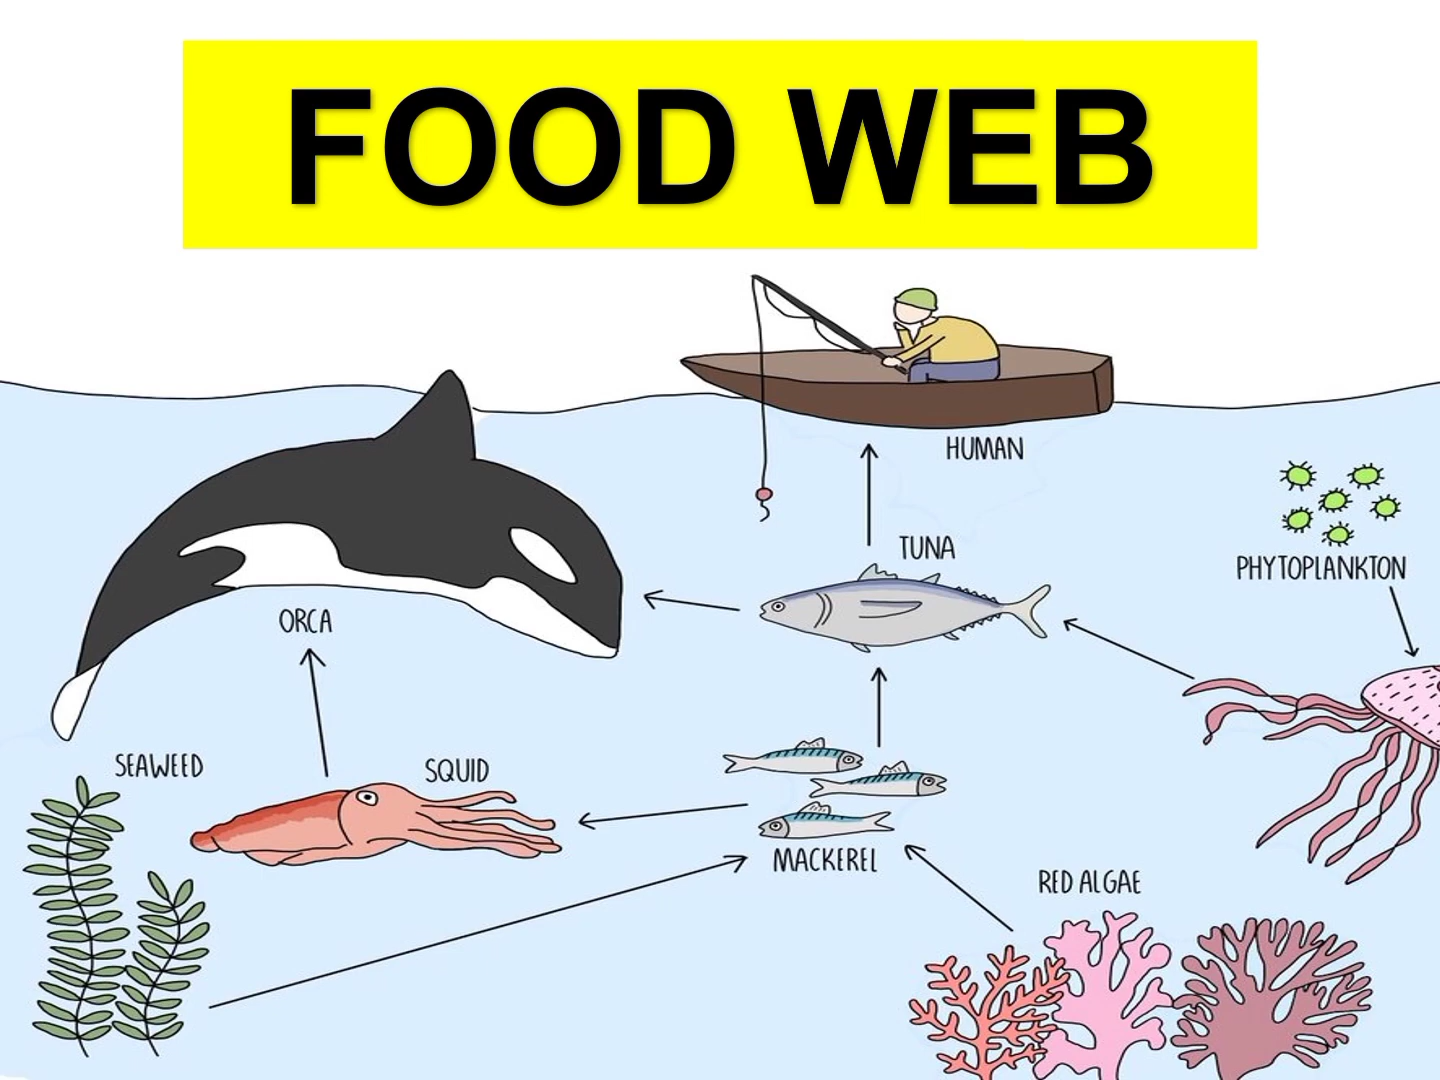 FOOD WEB
HUMAN
TUNA
PHYTOPLANKTON
ORCA
SEAWEED
SQUID
MACKEREL
RED ALGAE